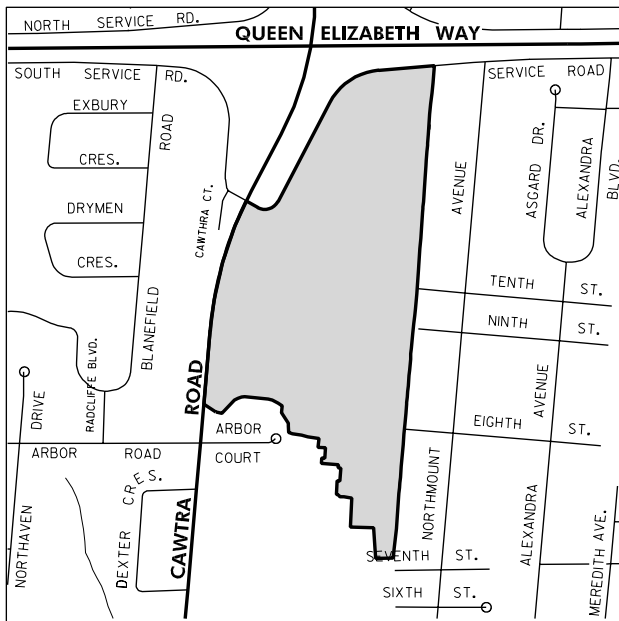 NORTH SERVICE RD.
QUEEN ELIZABETH WAY
SOUTH SERVICE RD.
SERVICE ROAD
EXBURY
CRES.
ROAD
DRYMEN
CRES.
BLANEFIELD
CAWTHRA CT.
AVENUE
ASGARD DR.
ALEXANDRA
BLVD.
TENTH ST.
NINTH ST.
RADCLIFFE BLVD.
DRIVE
ROAD
ARBOR
COURT
AVENUE
EIGHTH ST.
ARBOR ROAD
CRES.
NORTHAVEN
DEXTER
CAWTRA
NORTHMOUNT
ALEXANDRA
MEREDITH AVE.
SEVENTH ST.
SIXTH ST.